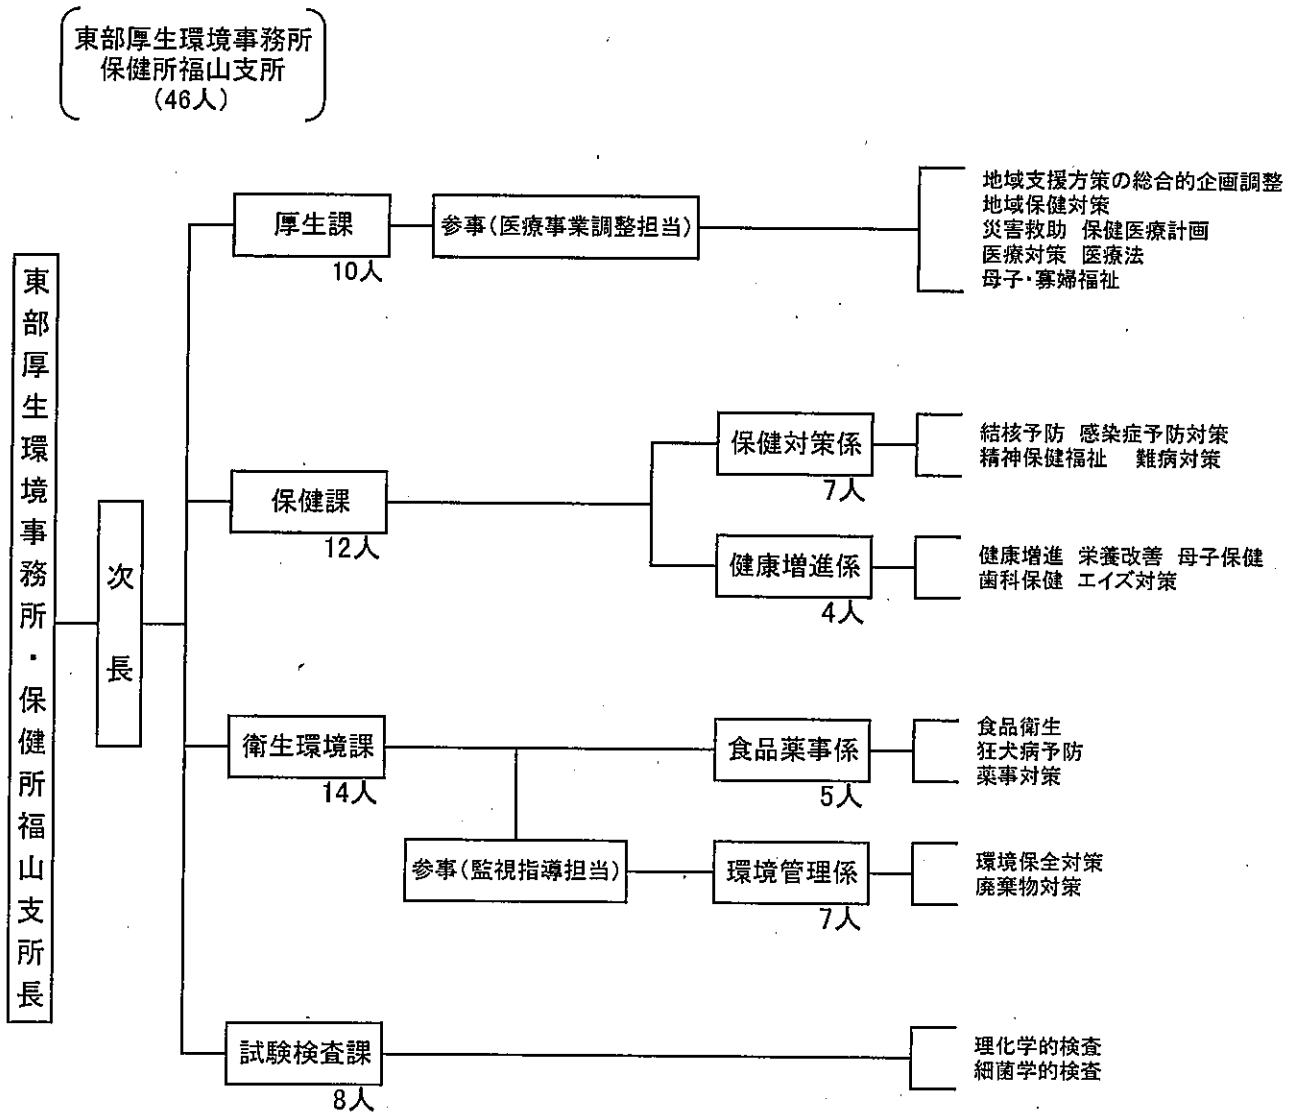 東部厚生環境事務所
保健所福山支所
(46人)
東部厚生環境事務所・保健所福山支所長
次長
厚生課
10人
参事(医療事業調整担当)
地域支援方策の総合的企画調整
地域保健対策
災害救助 保健医療計画
医療対策 医療法
母子・寡婦福祉
保健課
12人
保健対策係
7人
結核予防 感染症予防対策
精神保健福祉 難病対策
健康増進係
4人
健康増進 栄養改善 母子保健
歯科保健 エイズ対策
衛生環境課
14人
食品薬事係
5人
食品衛生
狂犬病予防
薬事対策
参事(監視指導担当)
環境管理係
7人
環境保全対策
廃棄物対策
試験検査課
8人
理化学的検査
細菌学的検査